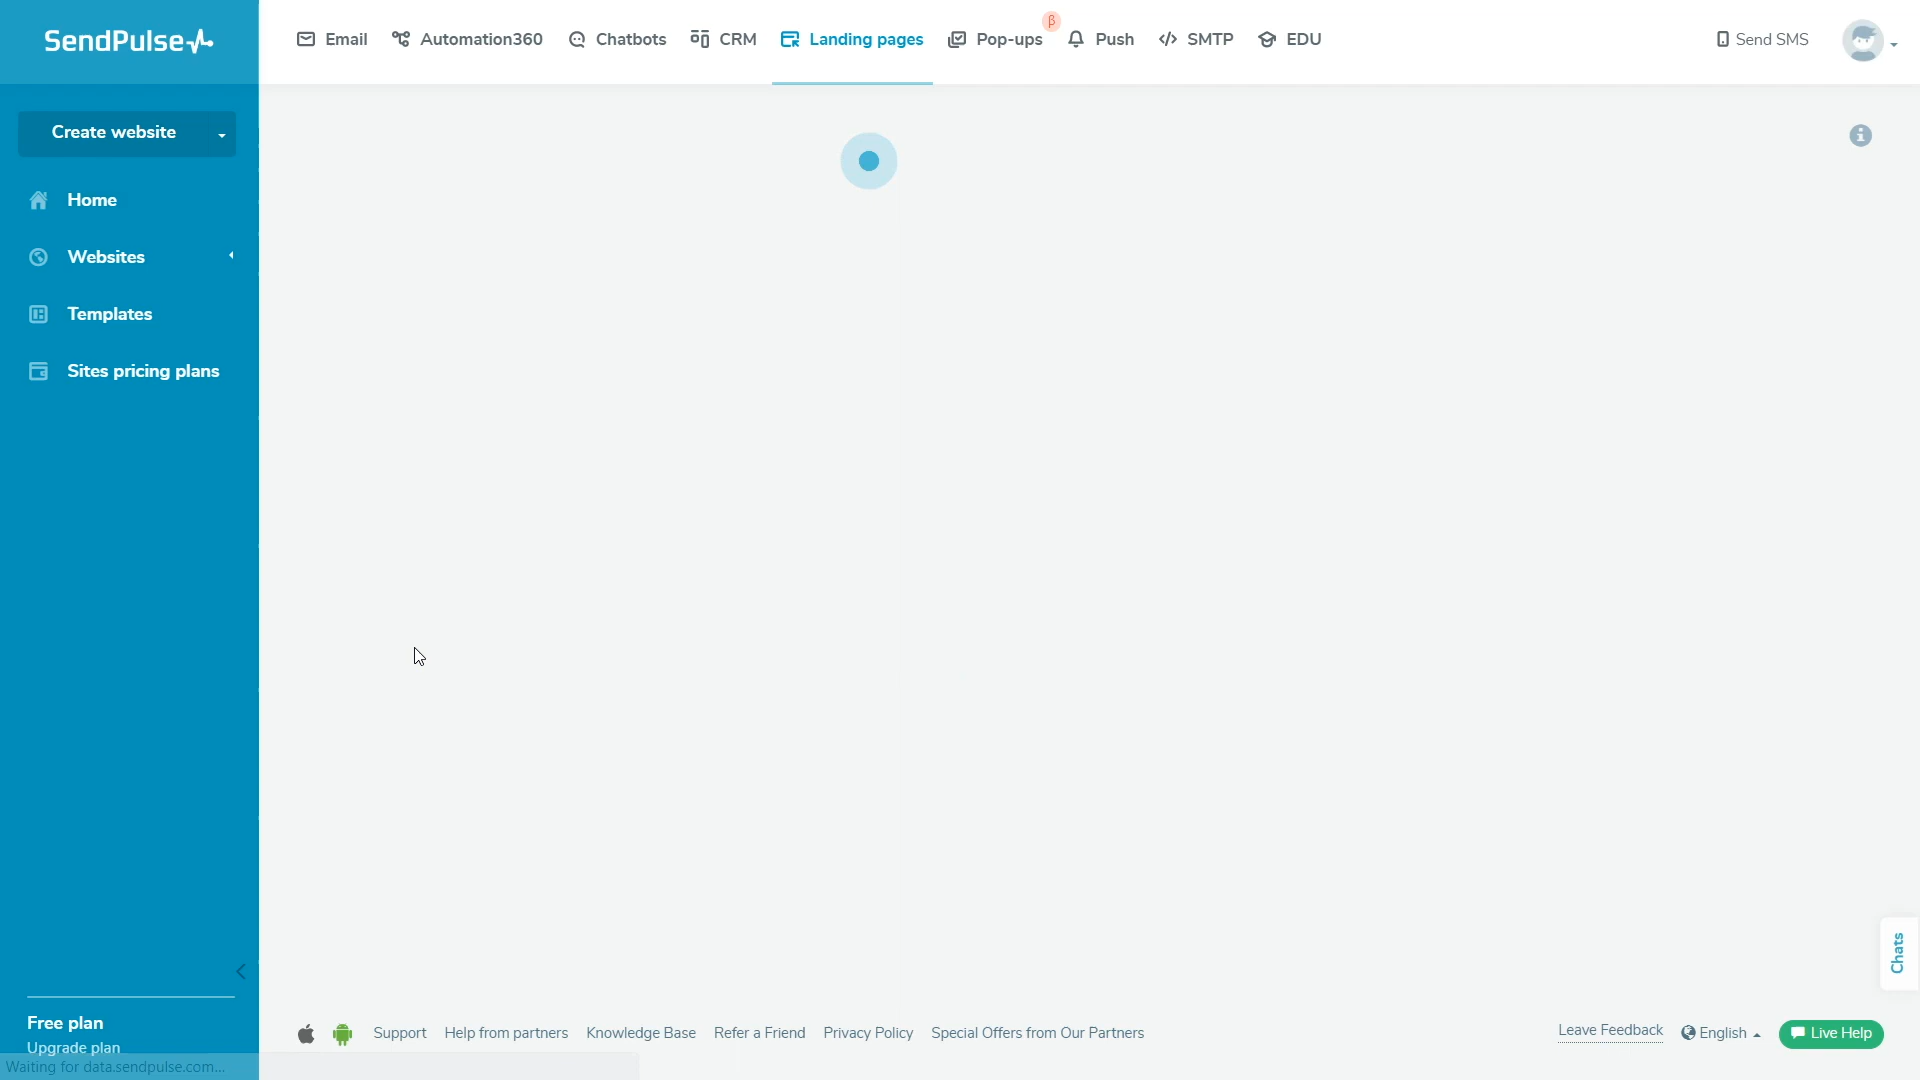 SendPulse
Email
Automation360
Chatbots
CRM
Landing pages
Pop-ups
β
Push
SMTP
EDU
Send SMS
Create website
Home
Websites
Templates
Sites pricing plans
Chats
Free plan
Upgrade plan
Waiting for data.sendpulse.com...
Support
Help from partners
Knowledge Base
Refer a Friend
Privacy Policy
Special Offers from Our Partners
Leave Feedback
English
Live Help